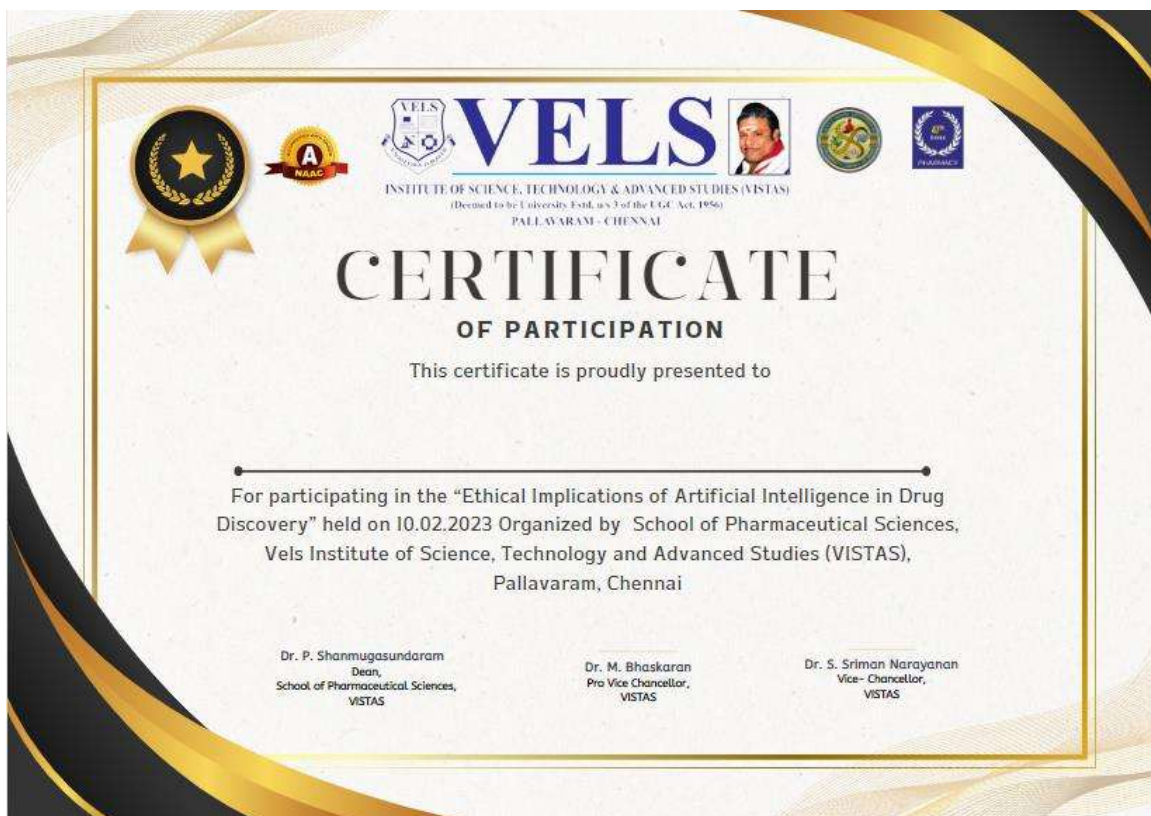 VELS
VELS
A
NAAC
PHARMACY
INSTITUTE OF SCIENCE, TECHNOLOGY & ADVANCED STUDIES (VISTAS)
(Deemed to be University Estd. u/s 3 of the UGC Act, 1956)
PALLAVARAM - CHENNAI
CERTIFICATE
OF PARTICIPATION
This certificate is proudly presented to
For participating in the “Ethical Implications of Artificial Intelligence in Drug
Discovery” held on 10.02.2023 Organized by School of Pharmaceutical Sciences,
Vels Institute of Science, Technology and Advanced Studies (VISTAS),
Pallavaram, Chennai
Dr. P. Shanmugasundaram
Dean,
School of Pharmaceutical Sciences,
VISTAS
Dr. M. Bhaskaran
Pro Vice Chancellor,
VISTAS
Dr. S. Sriman Narayanan
Vice- Chancellor,
VISTAS